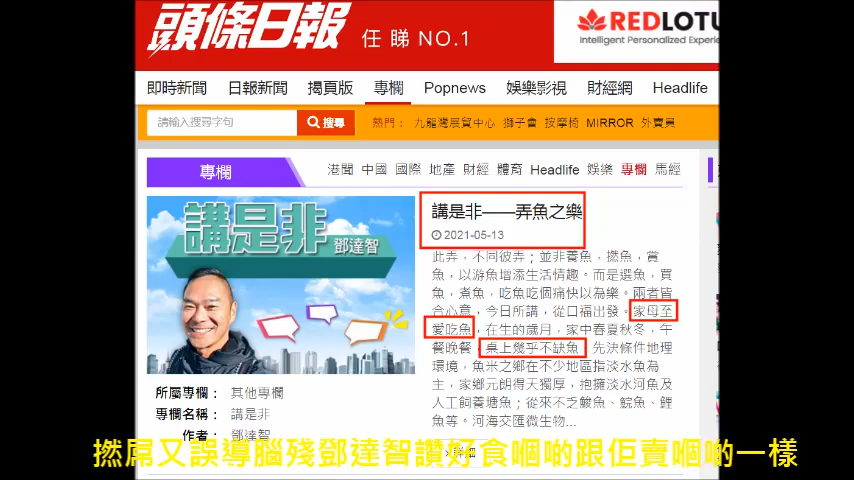 頭條日報 任睇 NO.1
REDLOTU
Intelligent Personalized Experie
即時新聞 日報新聞 揭頁版 專欄 Popnews 娛樂影視 財經網 Headlife
請輸入搜尋字句 搜尋 熱門： 九龍灣展貿中心 獅子會 按摩椅 MIRROR 外賣員
專欄 港聞 中國 國際 地產 財經 體育 Headlife 娛樂 專欄 馬經
講是非
鄧達智
講是非——弄魚之樂
2021-05-13
此弄，不同彼弄；並非養魚，撚魚，賞
魚，以游魚增添生活情趣。而是選魚，買
魚，煮魚，吃魚吃個痛快以為樂。兩者皆
合心意，今日所講，從口福出發。家母至
愛吃魚，在生的歲月，家中春夏秋冬，午
餐晚餐，桌上幾乎不缺魚。先決條件地理
環境，魚米之鄉在不少地區指淡水魚為
主，家鄉元朗得天獨厚，抱擁淡水河魚及
人工飼養塘魚；從來不乏鯪魚、鯇魚、鯉
魚等。河海交匯微生物...
所屬專欄： 其他專欄
專欄名稱： 講是非
作者： 鄧達智
撚屌又誤導腦殘鄧達智讚好食嗰啲跟佢賣嗰啲一樣